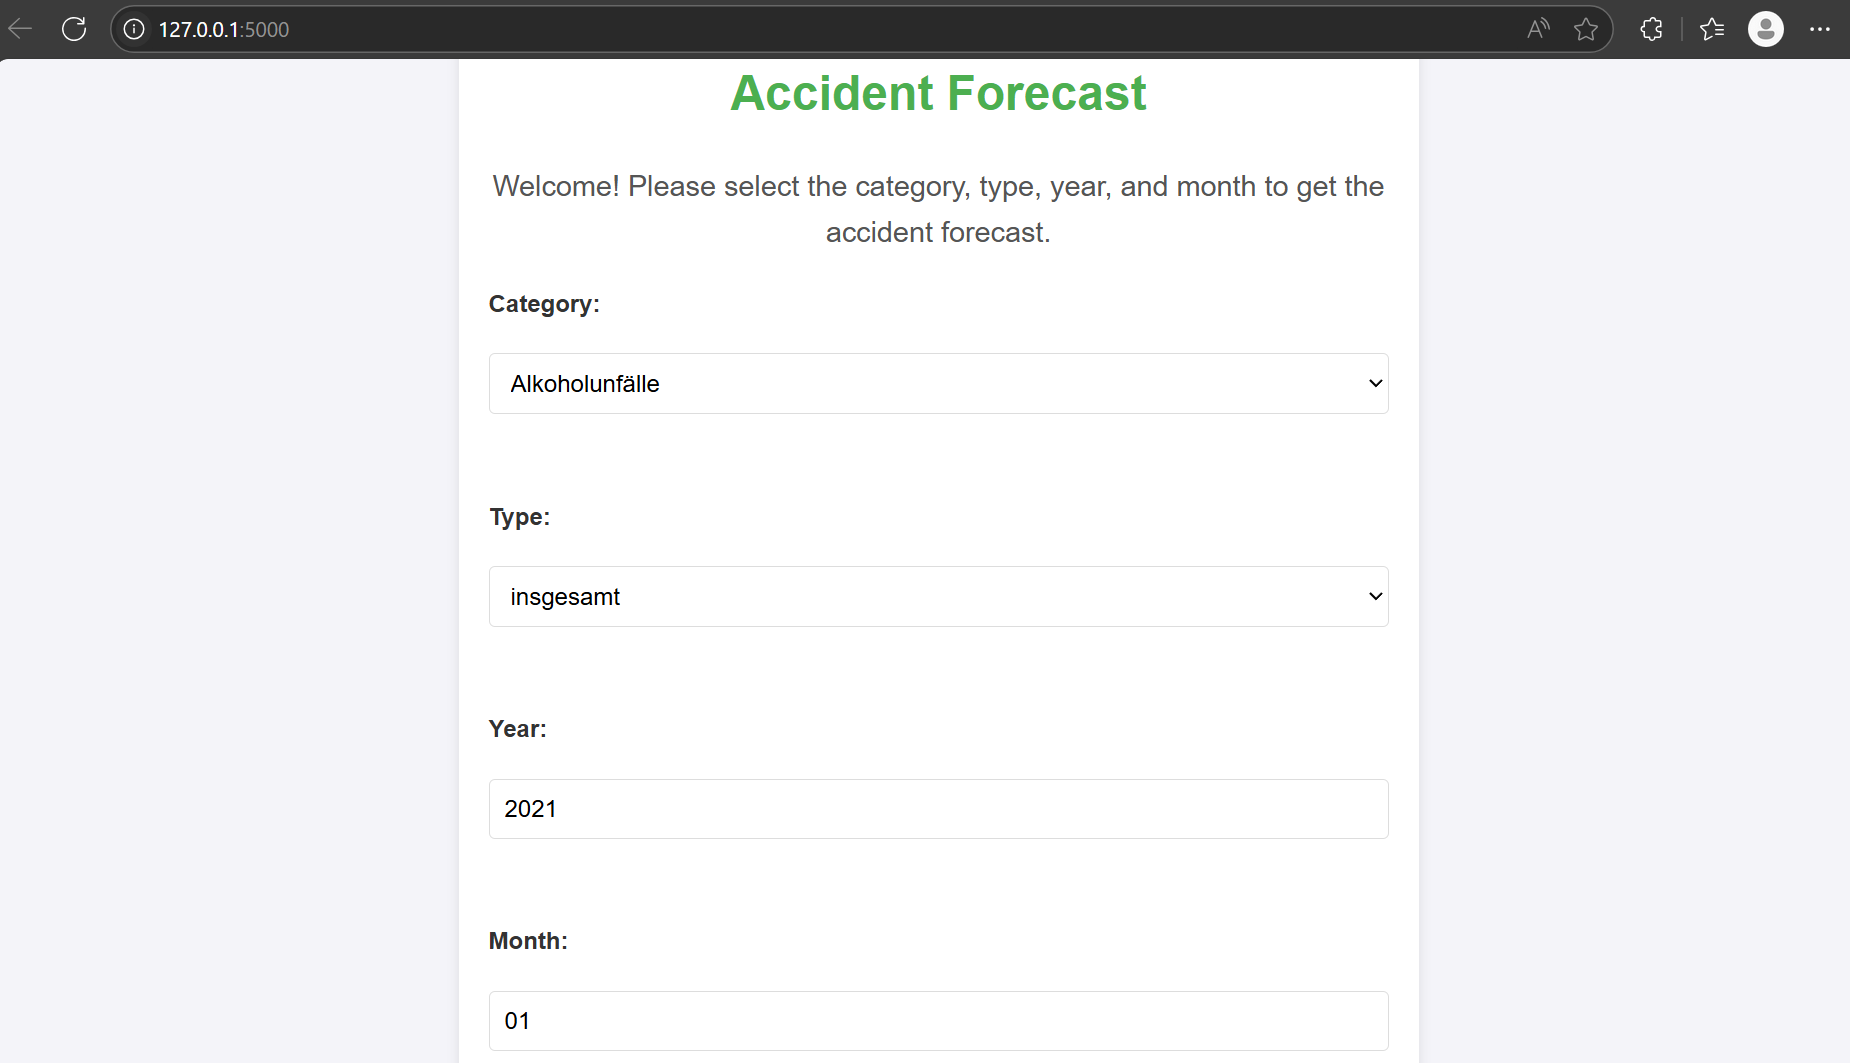 127.0.0.1:5000
Accident Forecast
Welcome! Please select the category, type, year, and month to get the
accident forecast.
Category:
Alkoholunfälle
Type:
insgesamt
Year:
2021
Month:
01